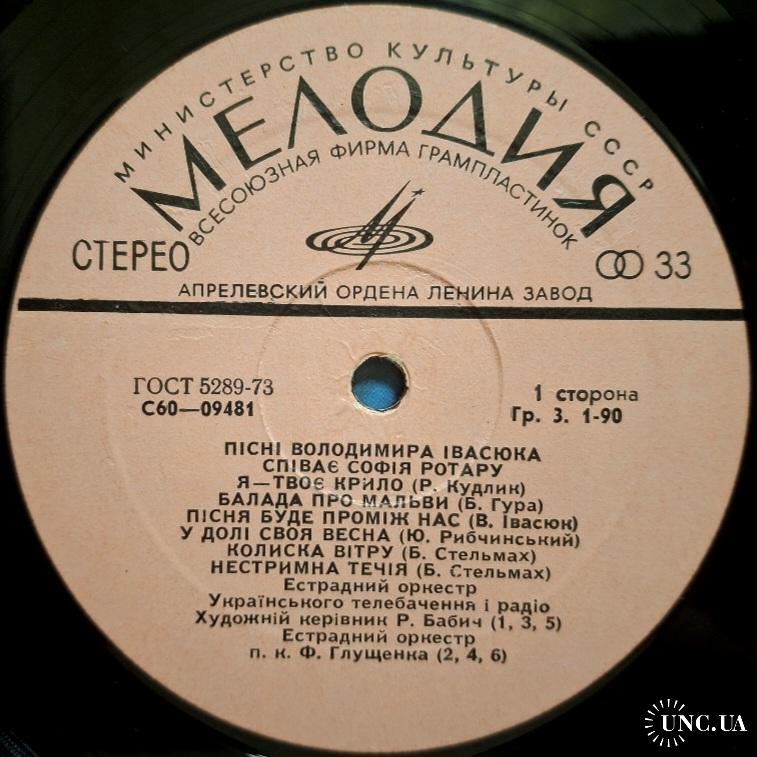 МИНИСТЕРСТВО КУЛЬТУРЫ СССР
МЕЛОДИЯ
ВСЕСОЮЗНАЯ ФИРМА ГРАМПЛАСТИНОК
СТЕРЕО
33
АПРЕЛЕВСКИЙ ОРДЕНА ЛЕНИНА ЗАВОД
ГОСТ 5289-73
С60—09481
1 сторона
Гр. 3. 1-90
ПІСНІ ВОЛОДИМИРА ІВАСЮКА
СПІВАЄ СОФІЯ РОТАРУ
Я—ТВОЄ КРИЛО (Р. Кудлик)
БАЛАДА ПРО МАЛЬВИ (Б. Гура)
ПІСНЯ БУДЕ ПРОМІЖ НАС (В. Івасюк)
У ДОЛІ СВОЯ ВЕСНА (Ю. Рибчинський)
КОЛИСКА ВІТРУ (Б. Стельмах)
НЕСТРИМНА ТЕЧІЯ (Б. Стельмах)
Естрадний оркестр
Українського телебачення і радіо
Художній керівник Р. Бабич (1, 3, 5)
Естрадний оркестр
п. к. Ф. Глущенка (2, 4, 6)
UNC.UA